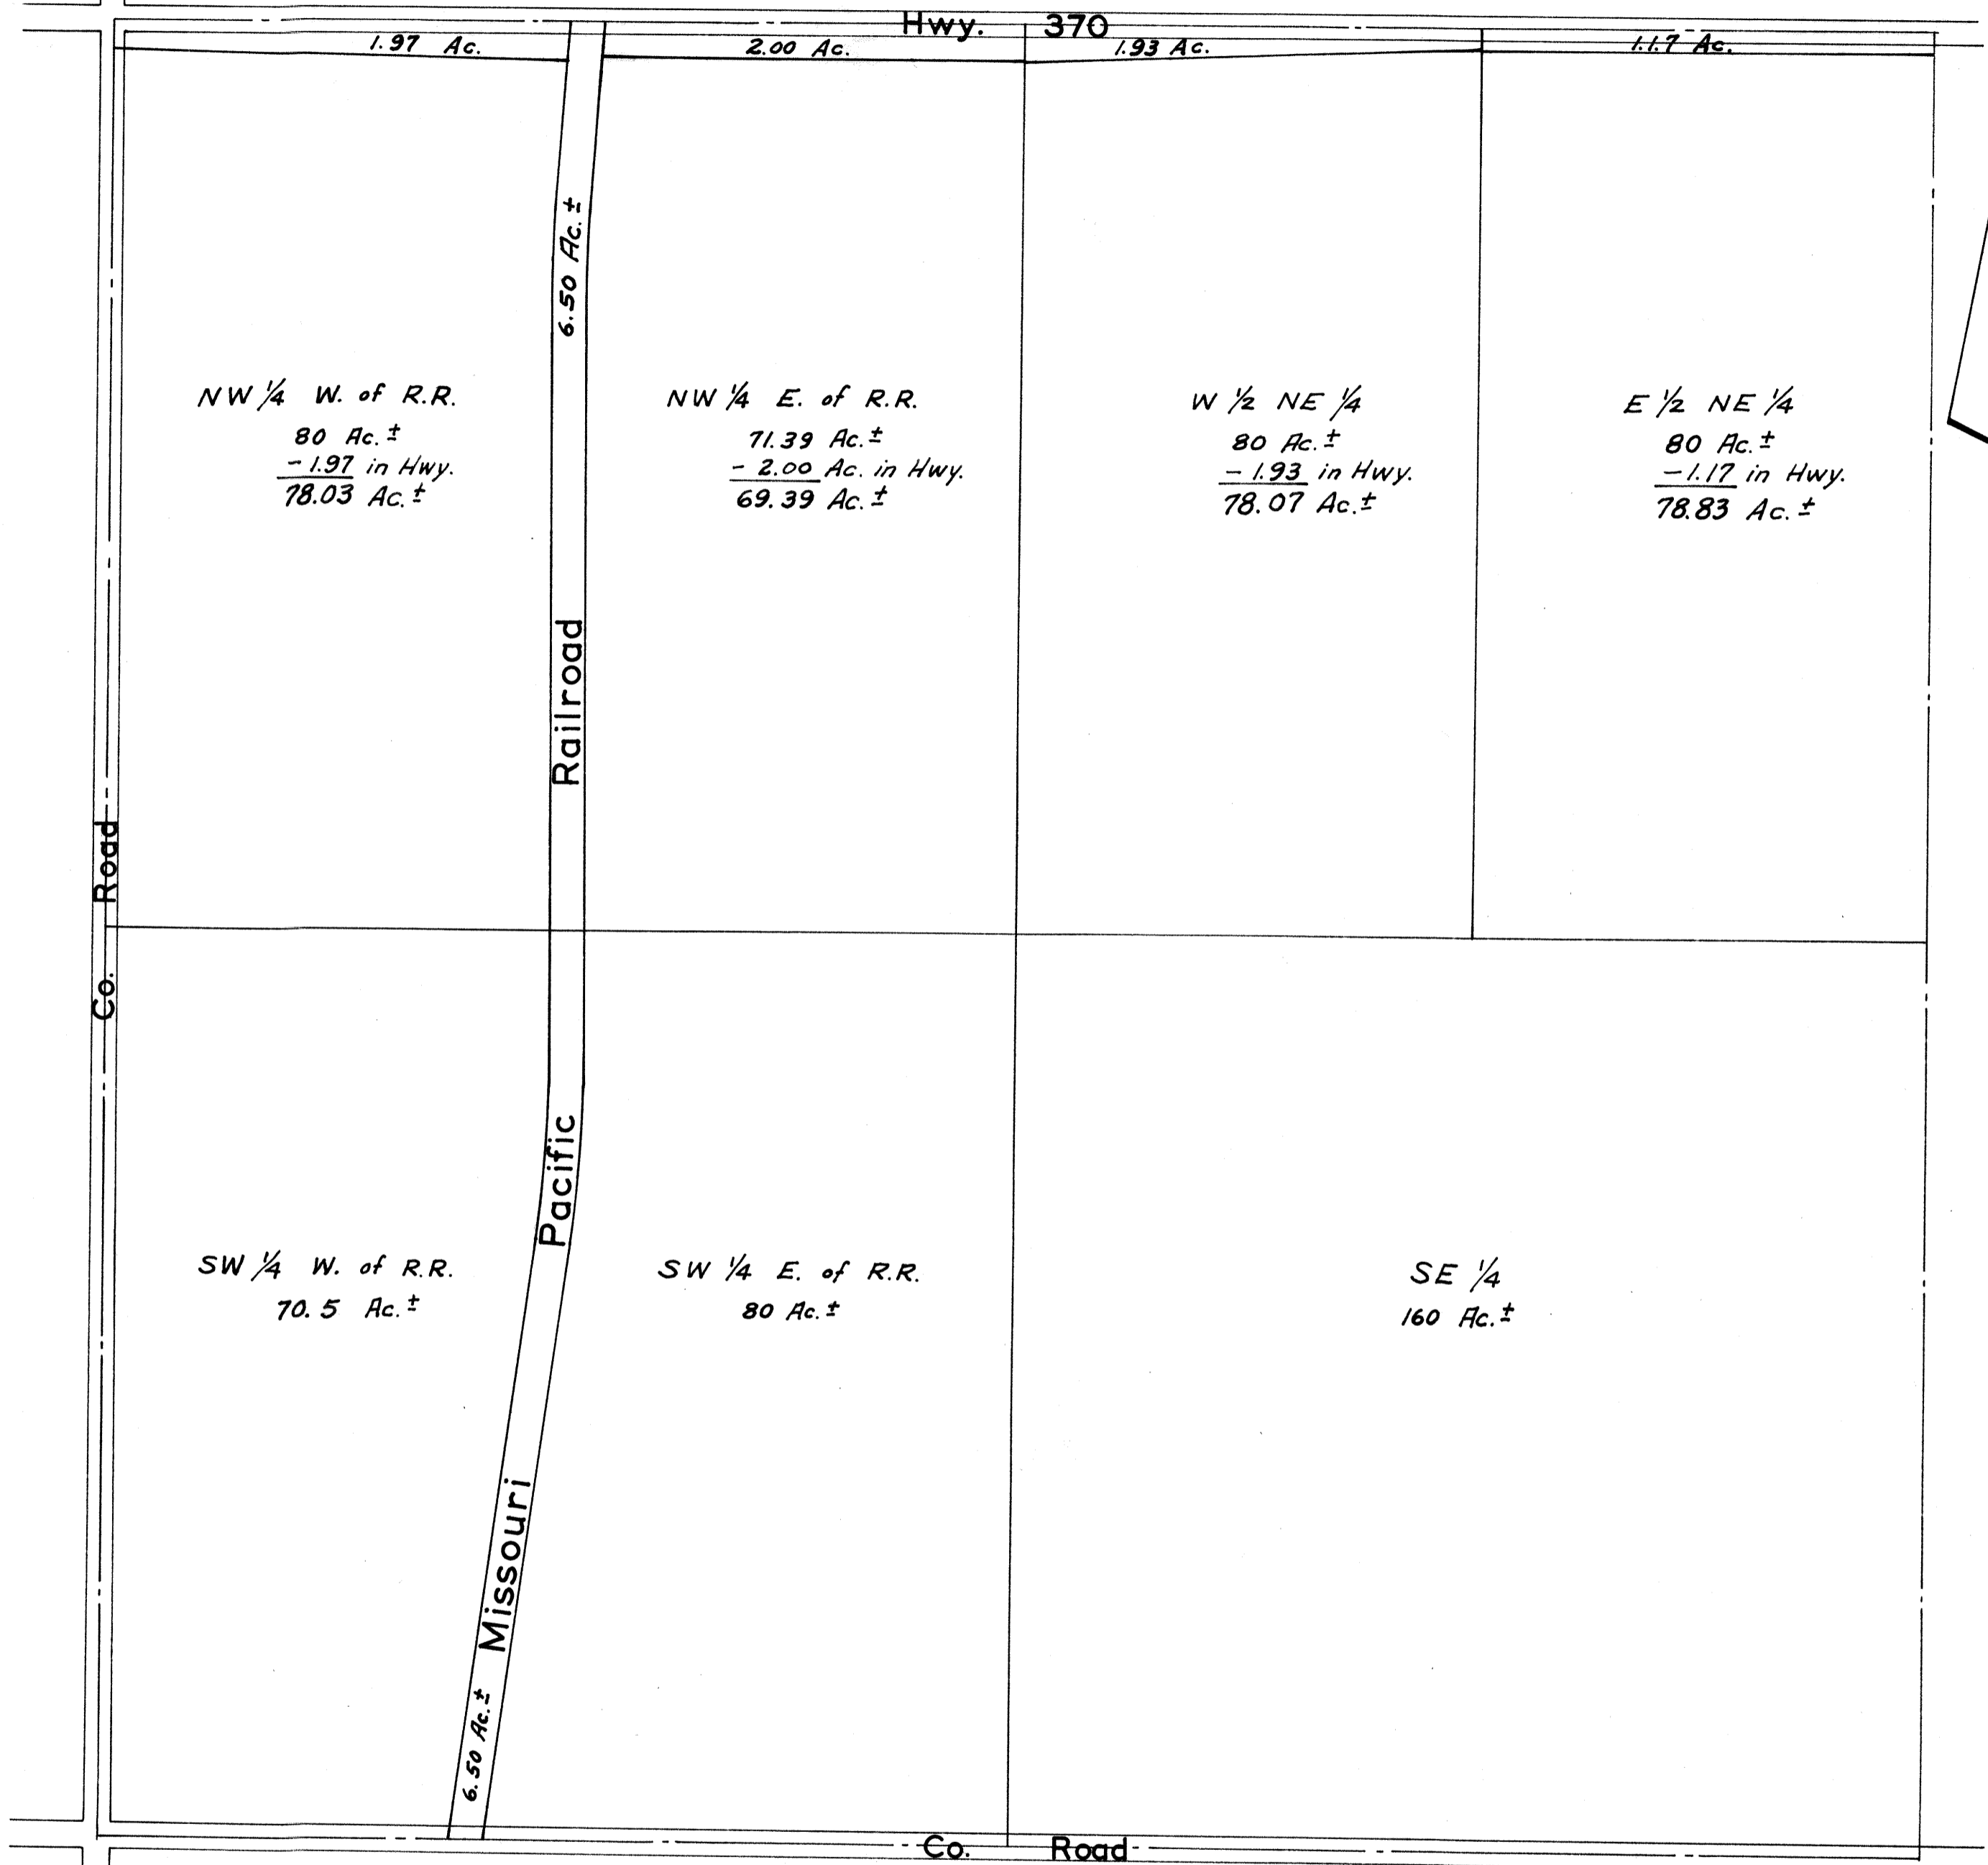 Hwy. 370
1.97 Ac.
2.00 Ac.
1.93 Ac.
1.17 Ac.
6.50 Ac. ±
NW ¼ W. of R.R.
80 Ac. ±
- 1.97 in Hwy.
78.03 Ac. ±
NW ¼ E. of R.R.
71.39 Ac. ±
- 2.00 Ac. in Hwy.
69.39 Ac. ±
W ½ NE ¼
80 Ac. ±
- 1.93 in Hwy.
78.07 Ac. ±
E ½ NE ¼
80 Ac. ±
- 1.17 in Hwy.
78.83 Ac. ±
Co. Road
Missouri Pacific Railroad
SW ¼ W. of R.R.
70.5 Ac. ±
SW ¼ E. of R.R.
80 Ac. ±
SE ¼
160 Ac. ±
6.50 Ac. ±
Co. Road